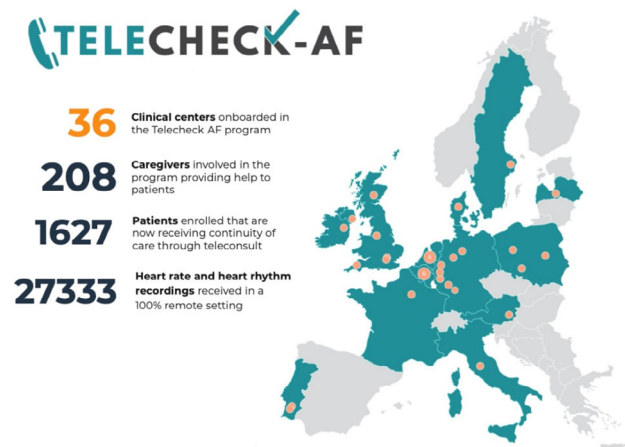 TELECHECK-AF
36
Clinical centers onboarded in
the Telecheck AF program
208
Caregivers involved in the
program providing help to
patients
1627
Patients enrolled that are
now receiving continuity of
care through teleconsult
27333
Heart rate and heart rhythm
recordings received in a
100% remote setting